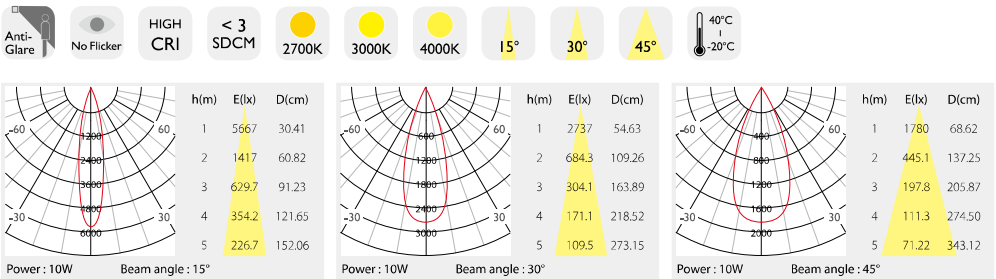 Anti-
Glare
No Flicker
HIGH
CRI
< 3
SDCM
2700K
3000K
4000K
15°
30°
45°
40°C
-20°C
-60 60
1200
2400
3600
-30 4800 30
6000
h(m) E(lx) D(cm)
1 5667 30.41
2 1417 60.82
3 629.7 91.23
4 354.2 121.65
5 226.7 152.06
Power : 10W Beam angle : 15°
-60 600 60
1200
1800
-30 2400 30
3000
h(m) E(lx) D(cm)
1 2737 54.63
2 684.3 109.26
3 304.1 163.89
4 171.1 218.52
5 109.5 273.15
Power : 10W Beam angle : 30°
-60 400 60
800
1200
-30 1600 30
2000
h(m) E(lx) D(cm)
1 1780 68.62
2 445.1 137.25
3 197.8 205.87
4 111.3 274.50
5 71.22 343.12
Power : 10W Beam angle : 45°